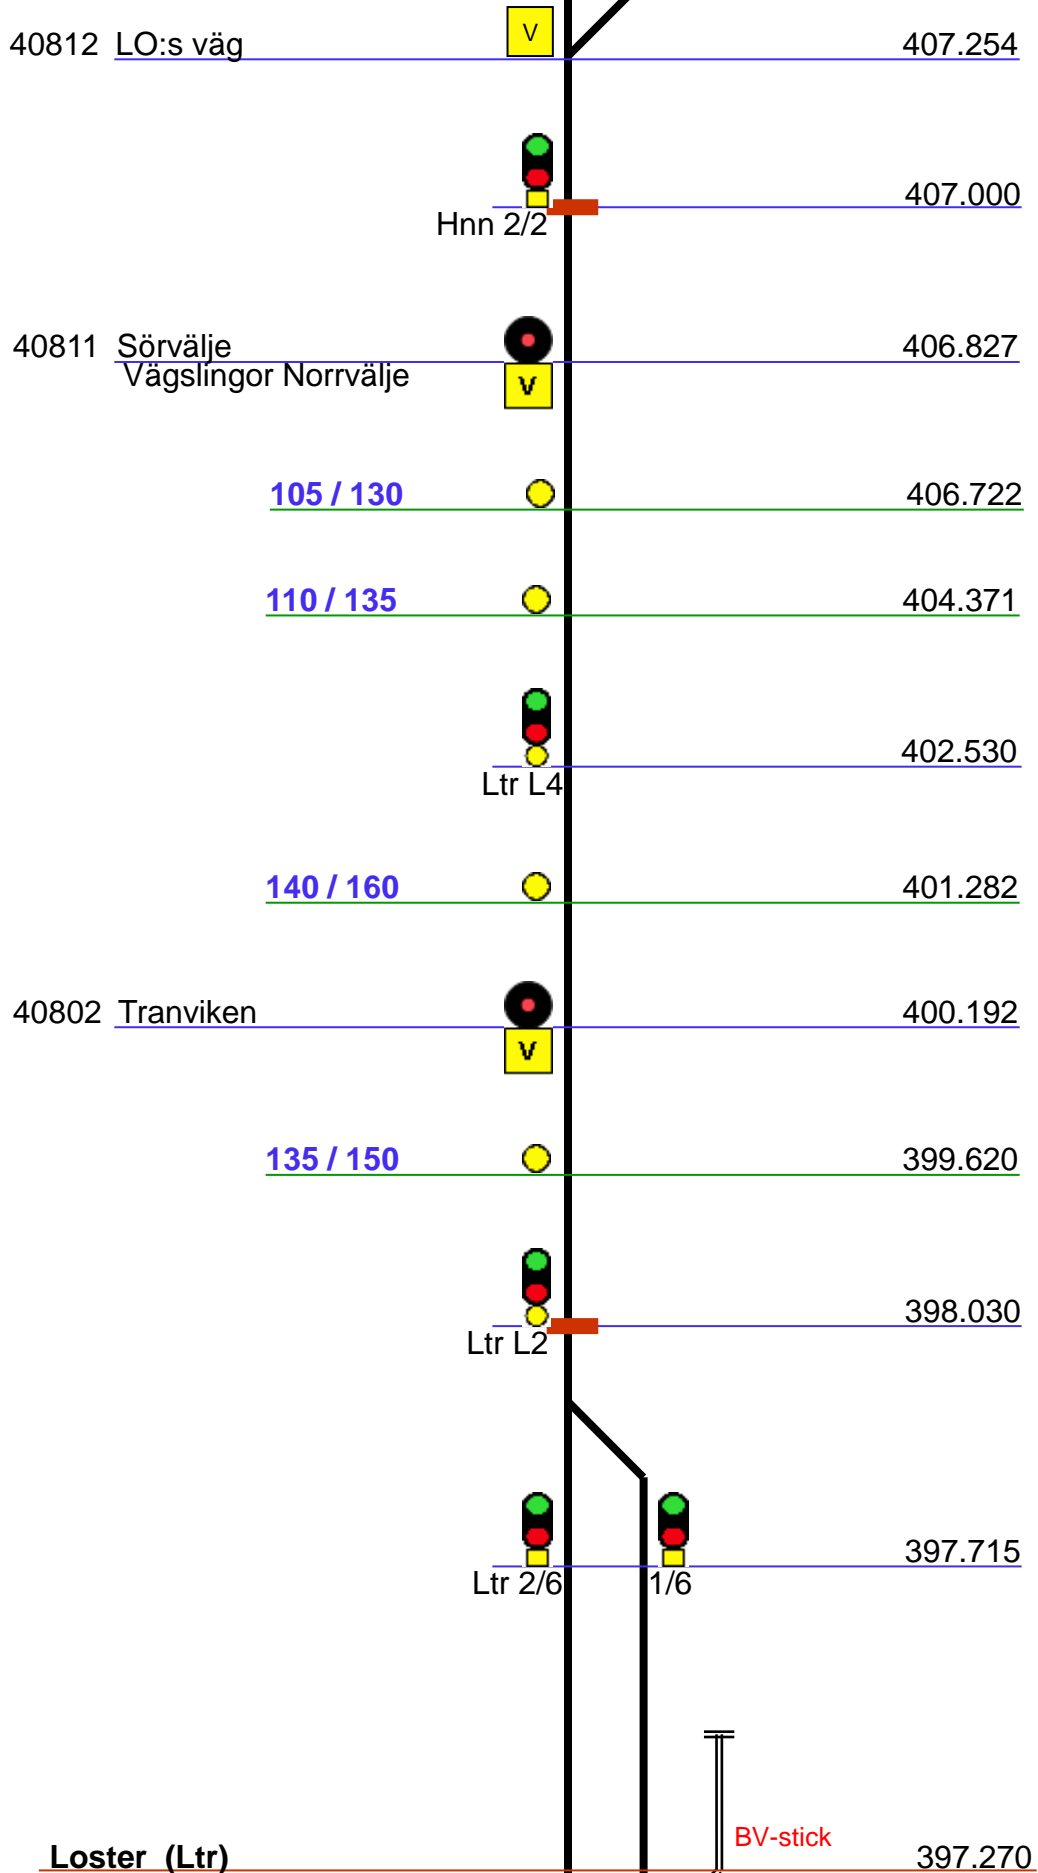 40812 LO:s väg V 407.254
407.000
Hnn 2/2
40811 Sörvälje 406.827
Vägslingor Norrvälje V
105 / 130 406.722
110 / 135 404.371
402.530
Ltr L4
140 / 160 401.282
40802 Tranviken 400.192
V
135 / 150 399.620
398.030
Ltr L2
397.715
Ltr 2/6 1/6
BV-stick
Loster (Ltr) 397.270